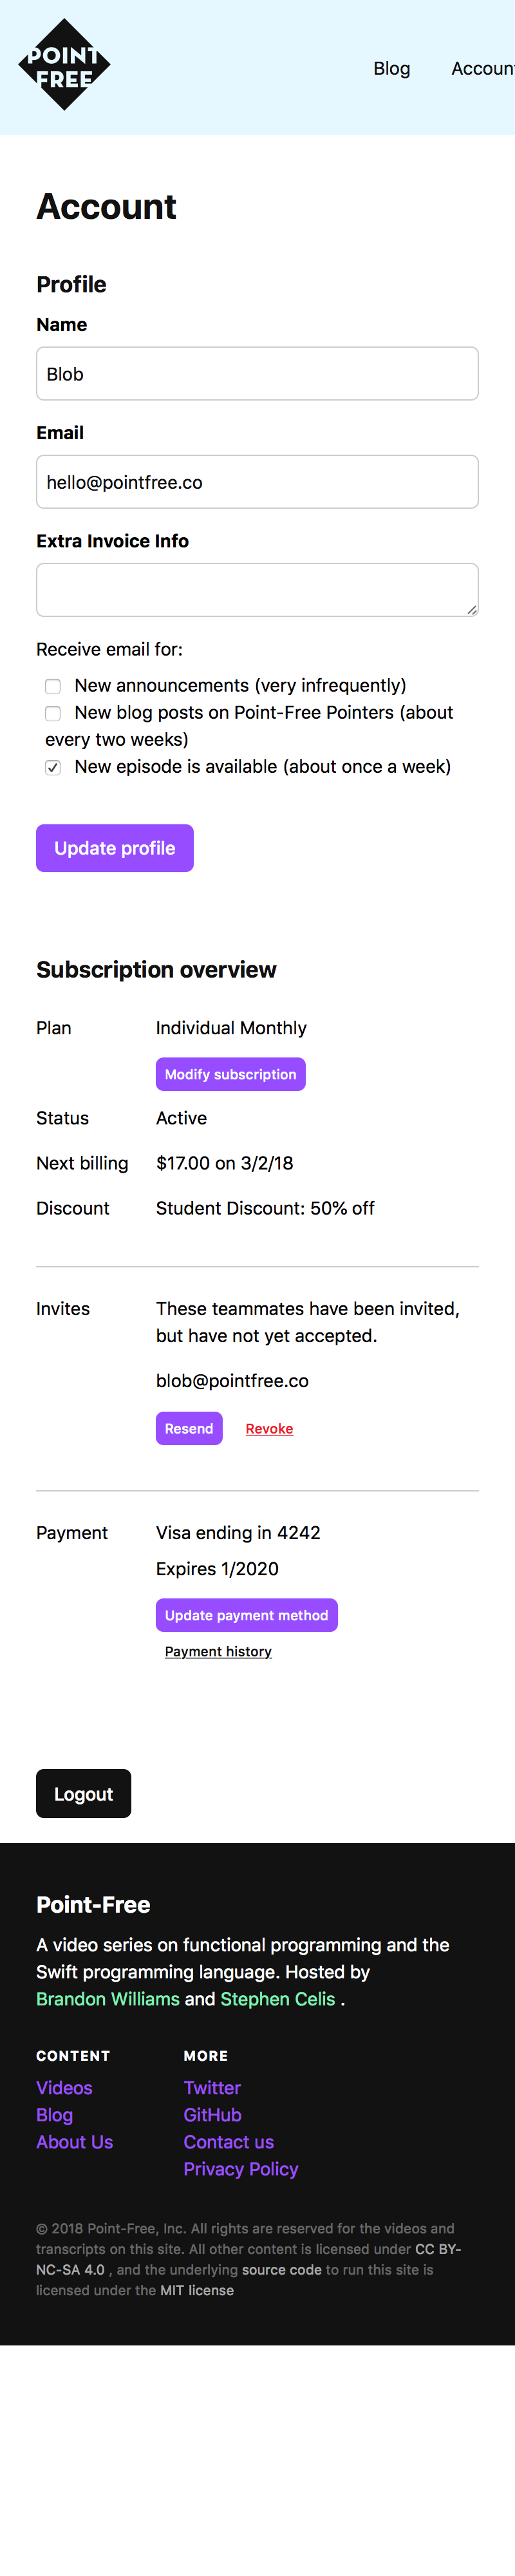 POINT
FREE
Blog
Account
Account
Profile
Name
Blob
Email
hello@pointfree.co
Extra Invoice Info
Receive email for:
New announcements (very infrequently)
New blog posts on Point-Free Pointers (about
every two weeks)
New episode is available (about once a week)
Update profile
Subscription overview
Plan
Individual Monthly
Modify subscription
Status
Active
Next billing
$17.00 on 3/2/18
Discount
Student Discount: 50% off
Invites
These teammates have been invited,
but have not yet accepted.
blob@pointfree.co
Resend
Revoke
Payment
Visa ending in 4242
Expires 1/2020
Update payment method
Payment history
Logout
Point-Free
A video series on functional programming and the
Swift programming language. Hosted by
Brandon Williams and Stephen Celis .
CONTENT
Videos
Blog
About Us
MORE
Twitter
GitHub
Contact us
Privacy Policy
© 2018 Point-Free, Inc. All rights are reserved for the videos and
transcripts on this site. All other content is licensed under CC BY-
NC-SA 4.0 , and the underlying source code to run this site is
licensed under the MIT license